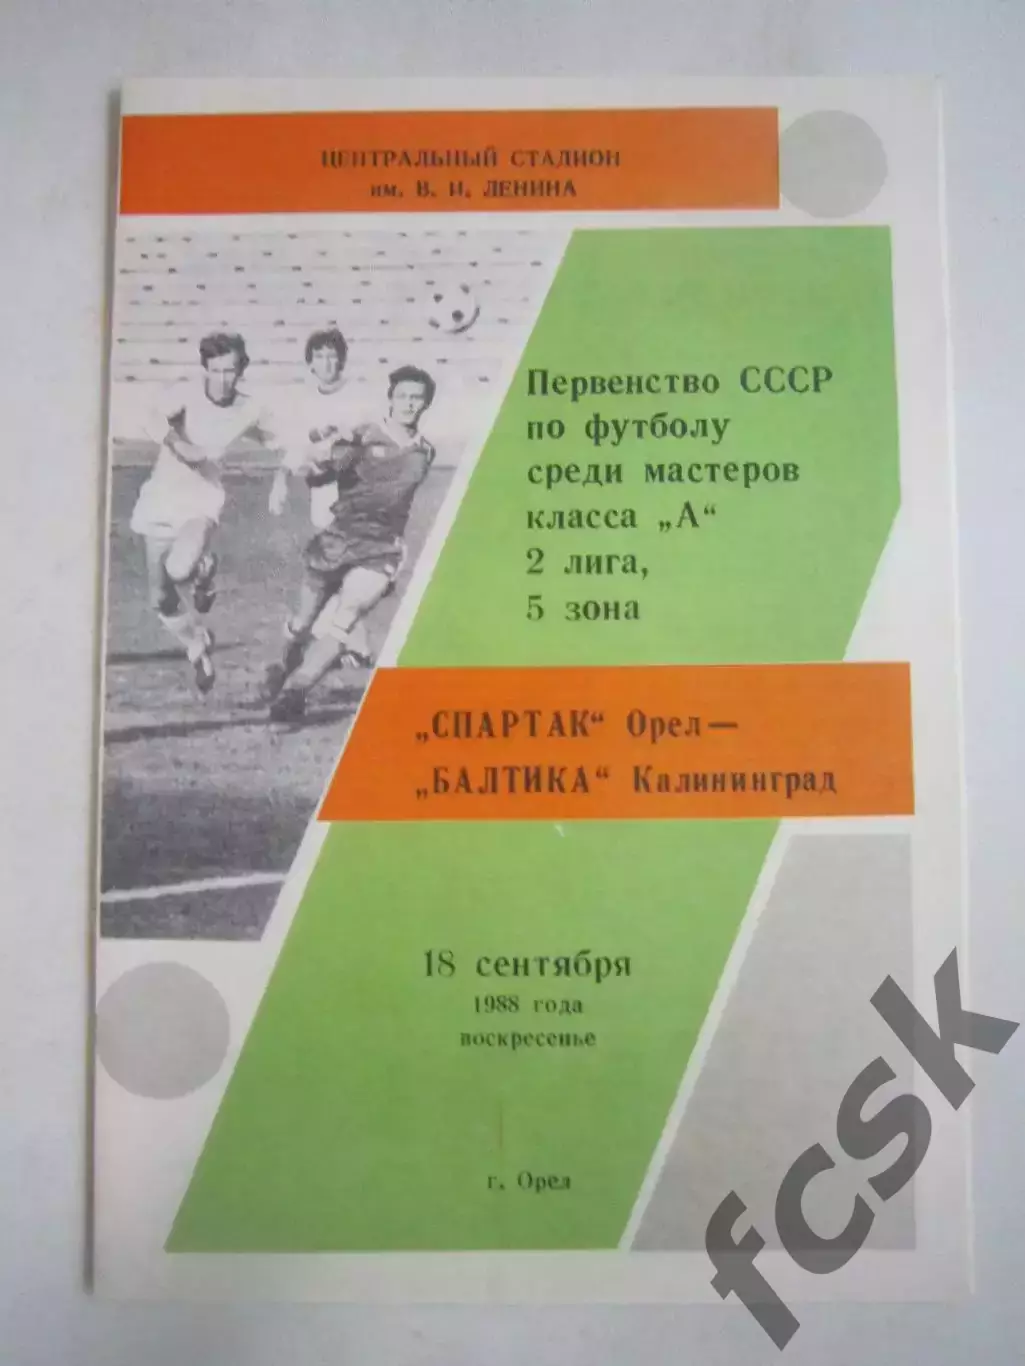 ЦЕНТРАЛЬНЫЙ СТАДИОН
им. В. И. ЛЕНИНА
Первенство СССР
по футболу
среди мастеров
класса „А“
2 лига,
5 зона
„СПАРТАК“ Орел—
„БАЛТИКА“ Калининград
18 сентября
1988 года
воскресенье
г. Орел
fcsk